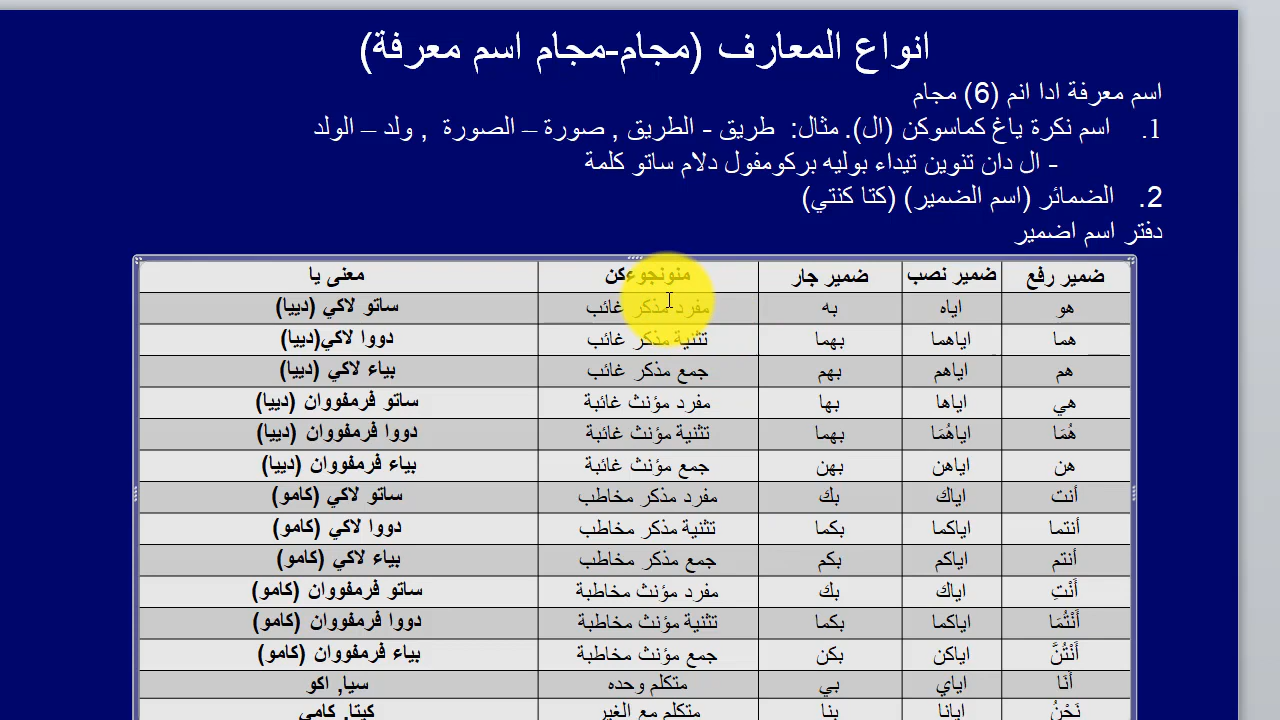 انواع المعارف (مجام-مجام اسم معرفة)
اسم معرفة ادا انم (6) مجام
1. اسم نكرة ياغ كماسوكن (ال). مثال: طريق - الطريق , صورة – الصورة , ولد – الولد
- ال دان تنوين تيداء بوليه بركومفول دلام ساتو كلمة
2. الضمائر (اسم الضمير) (كتا كنتي)
دفتر اسم اضمير
ضمير رفع ضمير نصب ضمير جار منونجوءكن معنى يا
هو اياه به مفرد مذكر غائب ساتو لاكي (دييا)
هما اياهما بهما تثنية مذكر غائب دووا لاكي(دييا)
هم اياهم بهم جمع مذكر غائب بياء لاكي (دييا)
هي اياها بها مفرد مؤنث غائبة ساتو فرمفووان (دييا)
هُمَا اياهُمَا بهما تثنية مؤنث غائبة دووا فرمفووان (دييا)
هن اياهن بهن جمع مؤنث غائبة بياء فرمفووان (دييا)
أنت اياك بك مفرد مذكر مخاطب ساتو لاكي (كامو)
أنتما اياكما بكما تثنية مذكر مخاطب دووا لاكي (كامو)
أنتم اياكم بكم جمع مذكر مخاطب بياء لاكي (كامو)
أَنْتِ اياك بك مفرد مؤنث مخاطبة ساتو فرمفووان (كامو)
أَنْتُمَا اياكما بكما تثنية مؤنث مخاطبة دووا فرمفووان (كامو)
أَنْتُنَّ اياكن بكن جمع مؤنث مخاطبة بياء فرمفووان (كامو)
أَنَا اياي بي متكلم وحده سيا, اكو
نَحْنُ ايانا بنا متكلم مع الغير كيتا, كامي